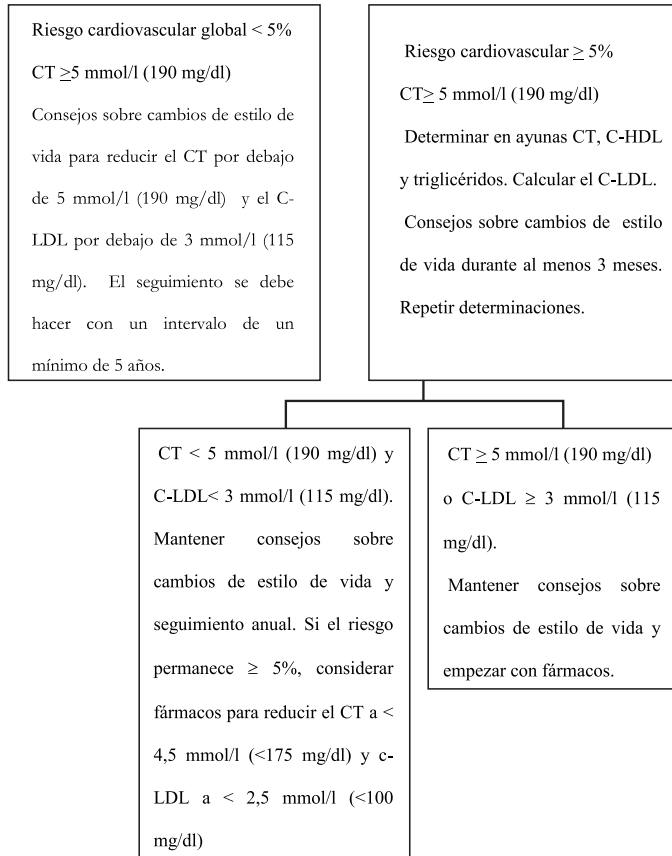 Riesgo cardiovascular global < 5%
CT ≥5 mmol/l (190 mg/dl)
Consejos sobre cambios de estilo de
vida para reducir el CT por debajo
de 5 mmol/l (190 mg/dl) y el C-
LDL por debajo de 3 mmol/l (115
mg/dl). El seguimiento se debe
hacer con un intervalo de un
mínimo de 5 años.
Riesgo cardiovascular ≥ 5%
CT≥ 5 mmol/l (190 mg/dl)
Determinar en ayunas CT, C-HDL
y triglicéridos. Calcular el C-LDL.
Consejos sobre cambios de estilo
de vida durante al menos 3 meses.
Repetir determinaciones.
CT < 5 mmol/l (190 mg/dl) y
C-LDL< 3 mmol/l (115 mg/dl).
Mantener consejos sobre
cambios de estilo de vida y
seguimiento anual. Si el riesgo
permanece ≥ 5%, considerar
fármacos para reducir el CT a <
4,5 mmol/l (<175 mg/dl) y c-
LDL a < 2,5 mmol/l (<100
mg/dl)
CT ≥ 5 mmol/l (190 mg/dl)
o C-LDL ≥ 3 mmol/l (115
mg/dl).
Mantener consejos sobre
cambios de estilo de vida y
empezar con fármacos.